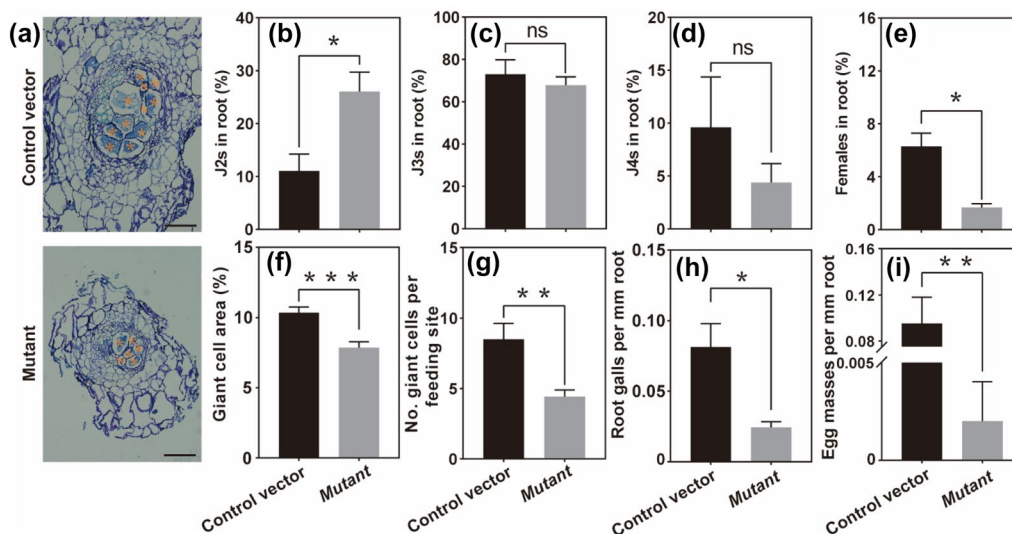 (a)
Control vector
Mutant
(b)
J2s in root (%)
40
30
20
10
0
*
(c)
J3s in root (%)
100
80
60
40
20
0
ns
(d)
J4s in root (%)
20
15
10
5
0
ns
(e)
Females in root (%)
10
8
6
4
2
0
*
(f)
Giant cell area (%)
15
10
5
0
* * *
Control vector
Mutant
(g)
No. giant cells per
feeding site
15
10
5
0
* *
Control vector
Mutant
(h)
Root galls per mm root
0.15
0.10
0.05
0.00
*
Control vector
Mutant
(i)
Egg masses per mm root
0.16
0.12
0.08
0.005
0
* *
Control vector
Mutant